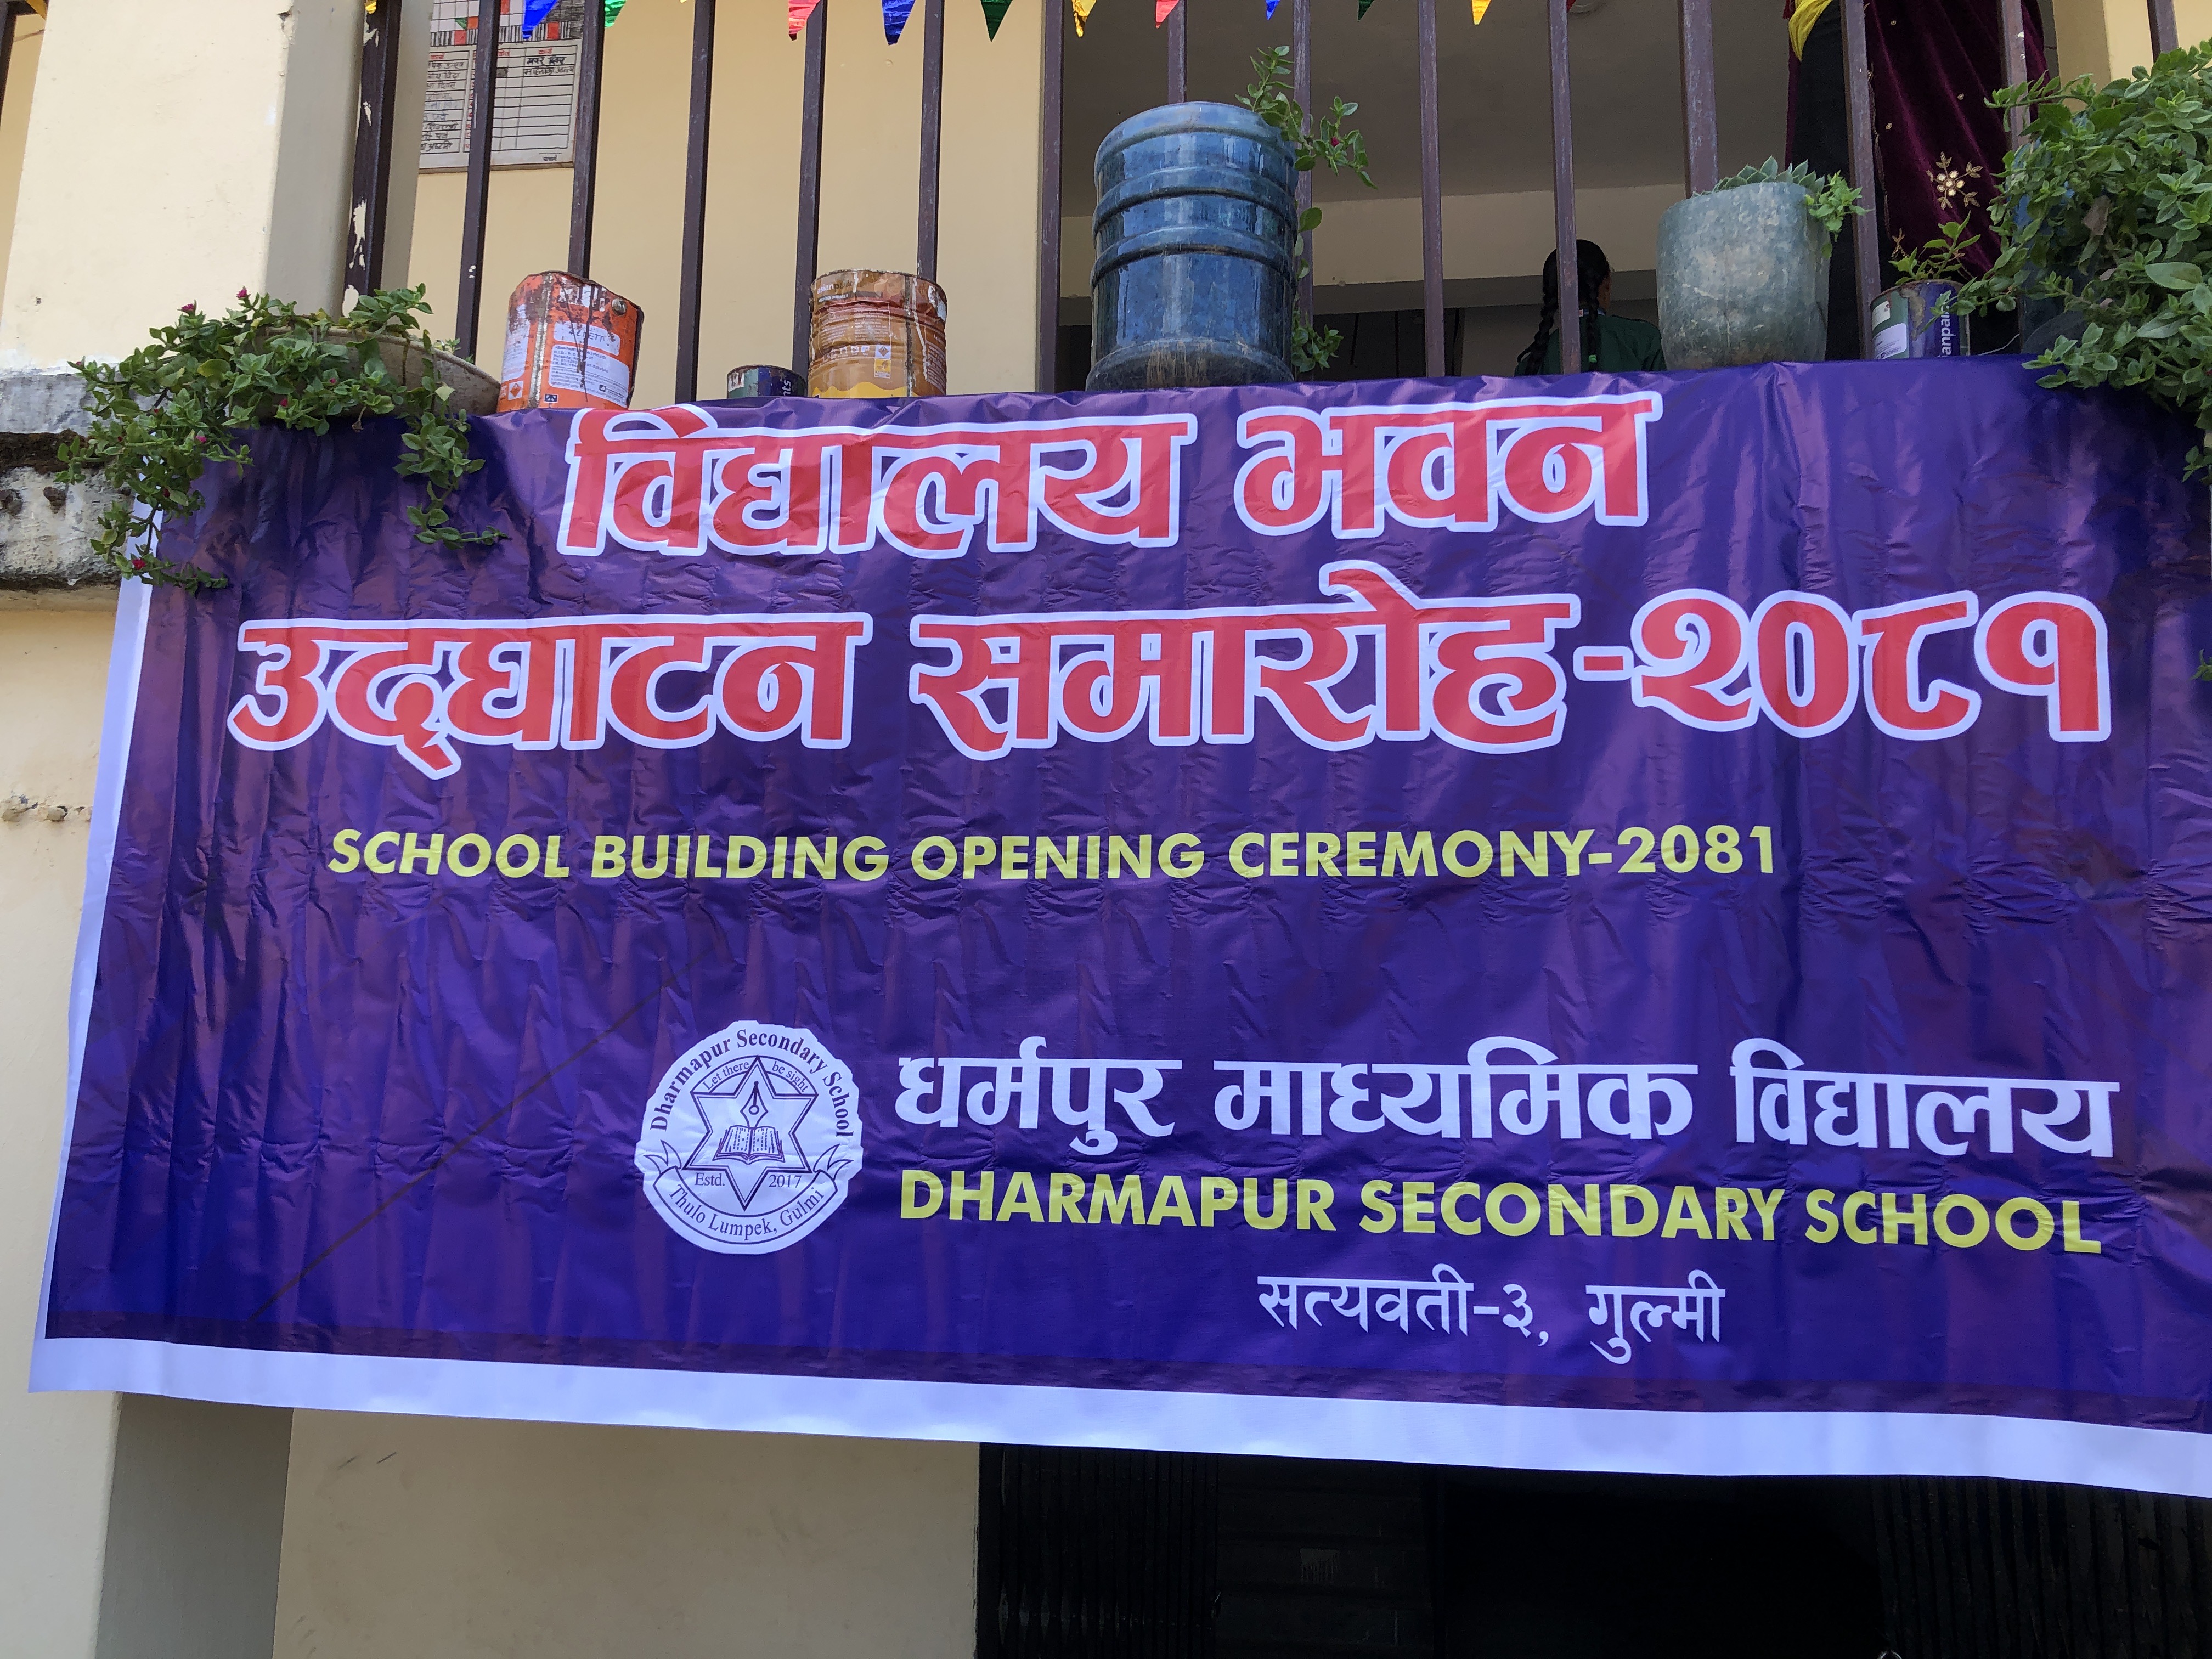 विद्यालय भवन
उद्‌घाटन समारोह-२०८१
SCHOOL BUILDING OPENING CEREMONY-2081
Dharmapur Secondary School
Let there be sight
Estd. 2017
Thulo Lumpek, Gulmi
धर्मपुर माध्यमिक विद्यालय
DHARMAPUR SECONDARY SCHOOL
सत्यवती-३, गुल्मी